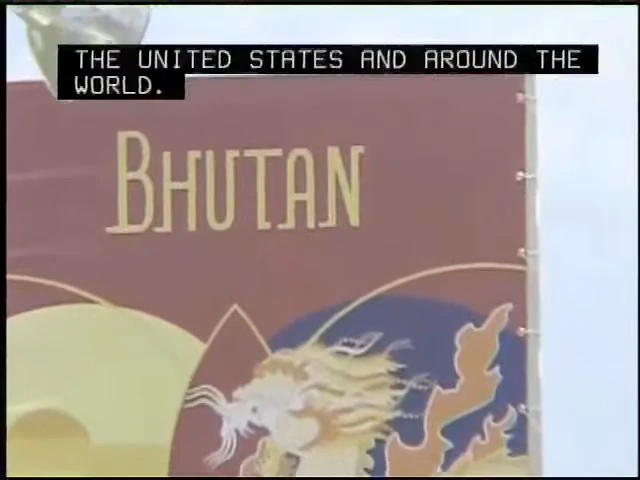 THE UNITED STATES AND AROUND THE
WORLD.
BHUTAN